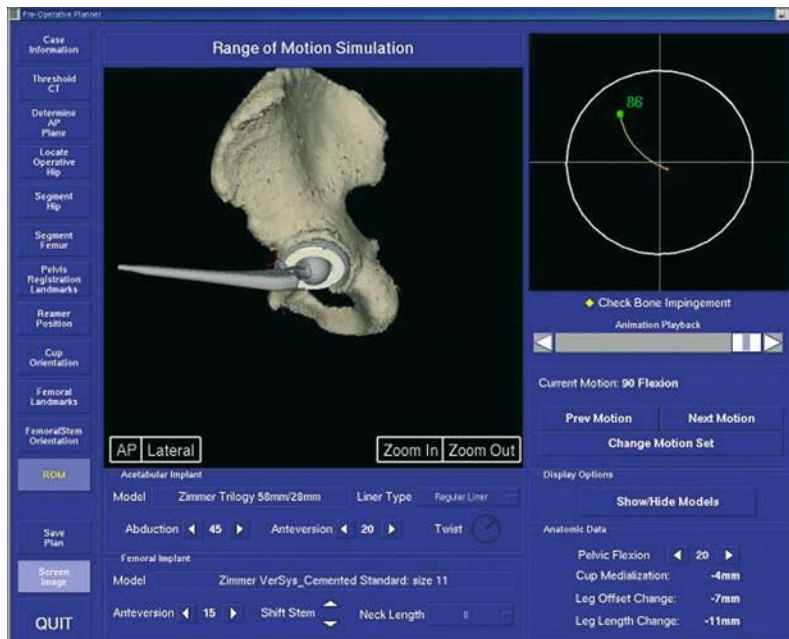 Pre-Operative Planner
Case
Information
Threshold
CT
Determine
AP
Plane
Locate
Operative
Hip
Segment
Hip
Segment
Femur
Pelvis
Registration
Landmarks
Reamer
Position
Cup
Orientation
Femoral
Landmarks
FemoralStem
Orientation
ROM
Save
Plan
Screen
Image
QUIT
Range of Motion Simulation
AP Lateral
Zoom In Zoom Out
Acetabular Implant
Model Zimmer Trilogy 58mm/28mm Liner Type Regular Liner
Abduction 45 Anteversion 20 Twist
Femoral Implant
Model Zimmer VerSys_Cemented Standard: size 11
Anteversion 15 Shift Stem Neck Length 0
86
Check Bone Impingement
Animation Playback
Current Motion: 90 Flexion
Prev Motion Next Motion
Change Motion Set
Display Options
Show/Hide Models
Anatomic Data
Pelvic Flexion 20
Cup Medialization: -4mm
Leg Offset Change: -7mm
Leg Length Change: -11mm